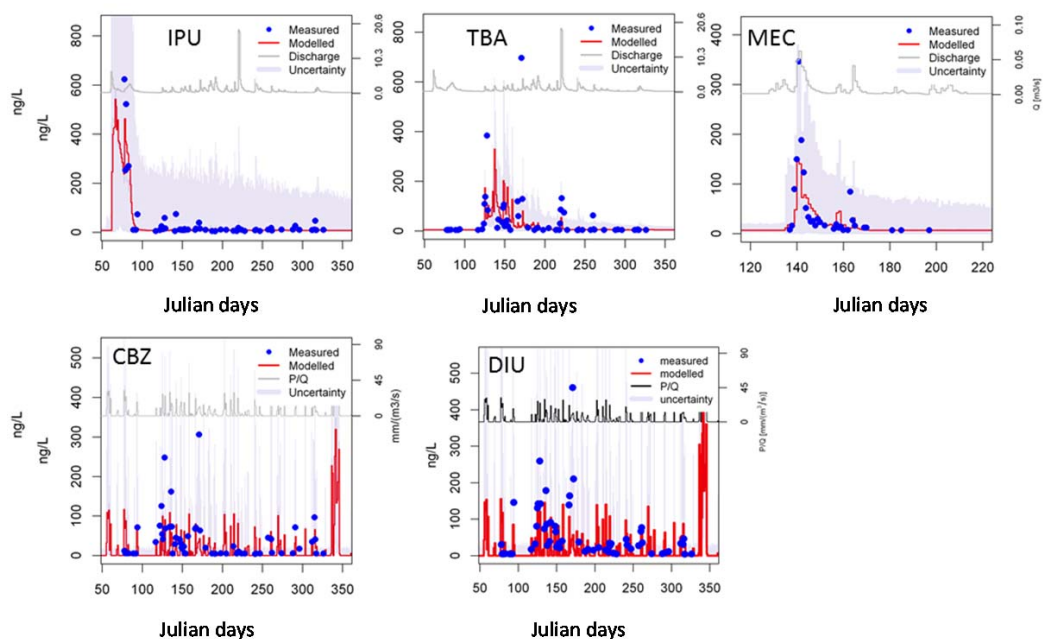 IPU
Measured
Modelled
Discharge
Uncertainty
ng/L
ng/L
800
600
400
200
0
20.6
10.3
0.0
50 100 150 200 250 300 350
Julian days
TBA
Measured
Modelled
Discharge
Uncertainty
ng/L
800
600
400
200
0
20.6
10.3
0.0
50 100 150 200 250 300 350
Julian days
MEC
Measured
Modelled
Discharge
Uncertainty
ng/L
400
300
200
100
0
0.10
0.05
0.00
Q [m3/s]
120 140 160 180 200 220
Julian days
CBZ
Measured
Modelled
P/Q
Uncertainty
ng/L
ng/L
500
400
300
200
100
0
90
45
0
mm/(m3/s)
50 100 150 200 250 300 350
Julian days
DIU
measured
modelled
P/Q
uncertainty
ng/L
500
400
300
200
100
0
90
45
0
P/Q [mm/(m³/s)]
50 100 150 200 250 300 350
Julian days